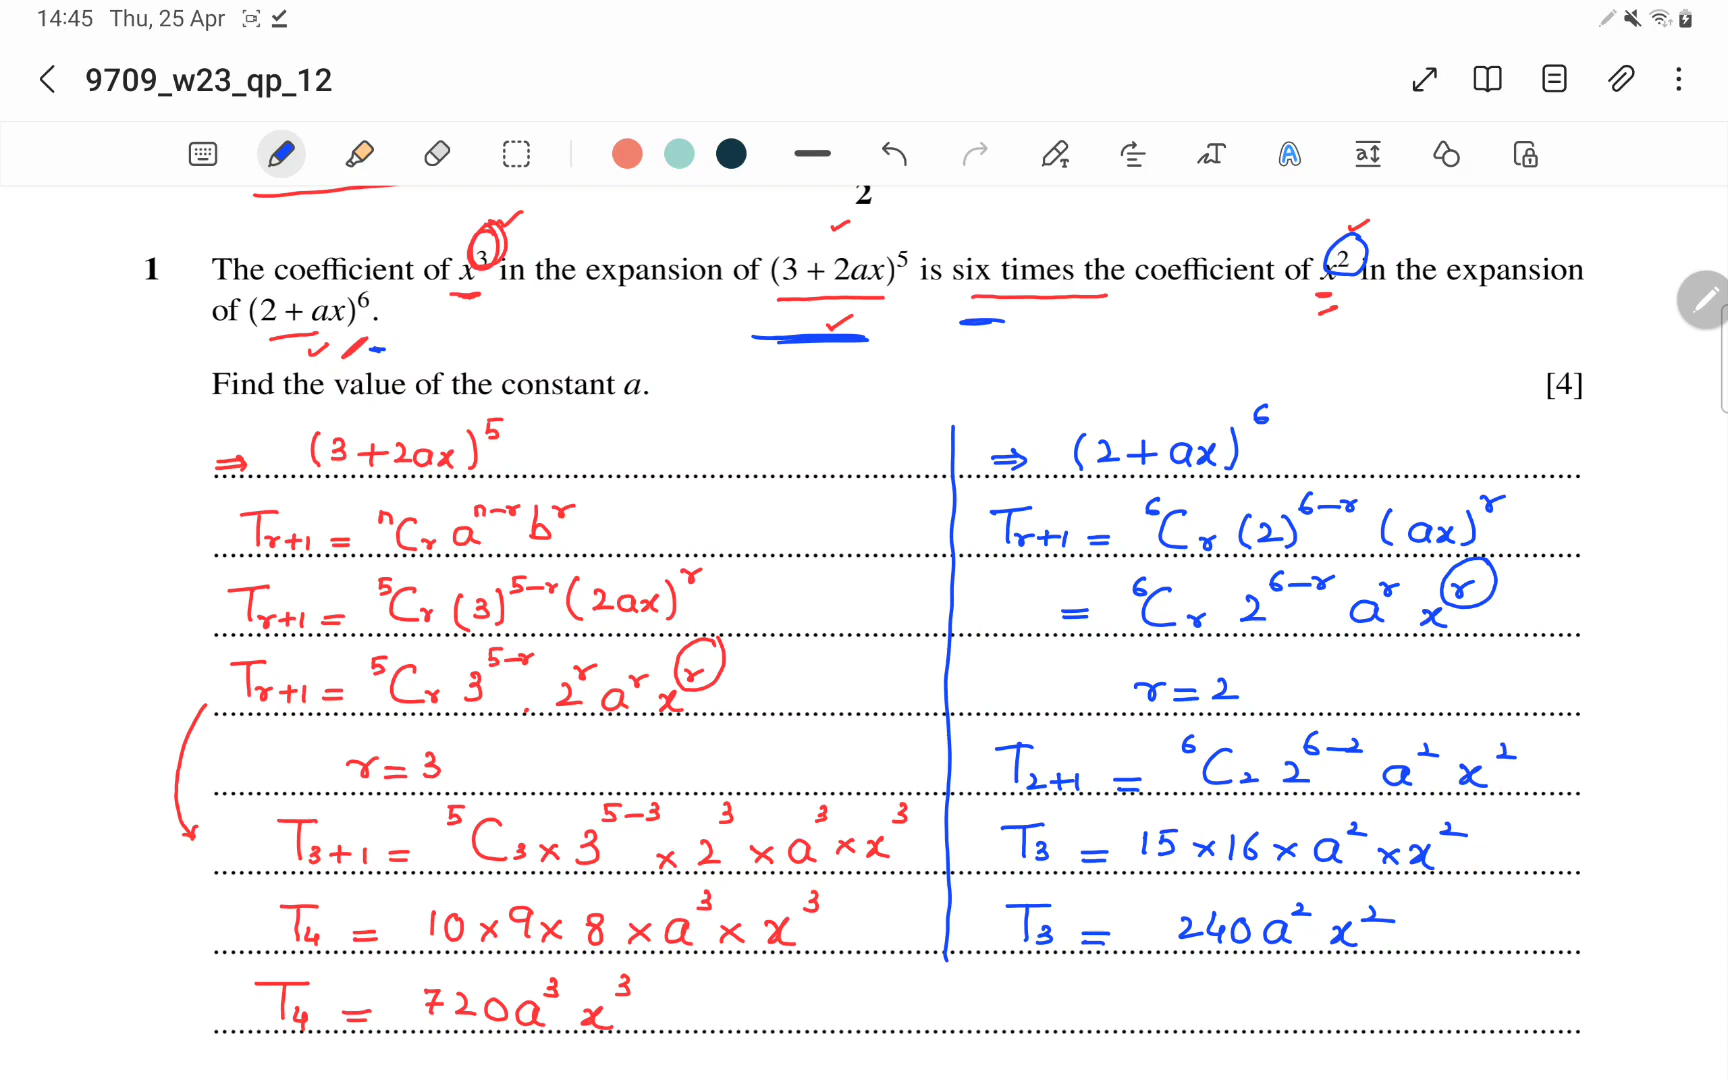 14:45 Thu, 25 Apr
9709_w23_qp_12
2
1 The coefficient of x³ in the expansion of (3 + 2ax)⁵ is six times the coefficient of x² in the expansion
of (2 + ax)⁶.
Find the value of the constant a. [4]
⇒ (3+2ax)⁵
Tr+1 = ⁿCr aⁿ⁻ʳ bʳ
Tr+1 = ⁵Cr (3)⁵⁻ʳ (2ax)ʳ
Tr+1 = ⁵Cr 3⁵⁻ʳ . 2ʳ aʳ xʳ
r = 3
T3+1 = ⁵C3 × 3⁵⁻³ × 2³ × a³ × x³
T4 = 10 × 9 × 8 × a³ × x³
T4 = 720a³ x³
⇒ (2+ax)⁶
Tr+1 = ⁶Cr (2)⁶⁻ʳ (ax)ʳ
= ⁶Cr 2⁶⁻ʳ aʳ xʳ
r = 2
T2+1 = ⁶C2 2⁶⁻² a² x²
T3 = 15 × 16 × a² × x²
T3 = 240a² x²